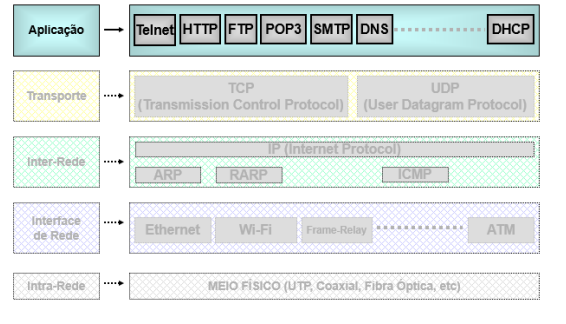 Aplicação Telnet HTTP FTP POP3 SMTP DNS DHCP
Transporte
TCP
(Transmission Control Protocol)
UDP
(User Datagram Protocol)
Inter-Rede
IP (Internet Protocol)
ARP RARP ICMP
Interface
de Rede
Ethernet Wi-Fi Frame-Relay ATM
Intra-Rede MEIO FÍSICO (UTP, Coaxial, Fibra Óptica, etc)